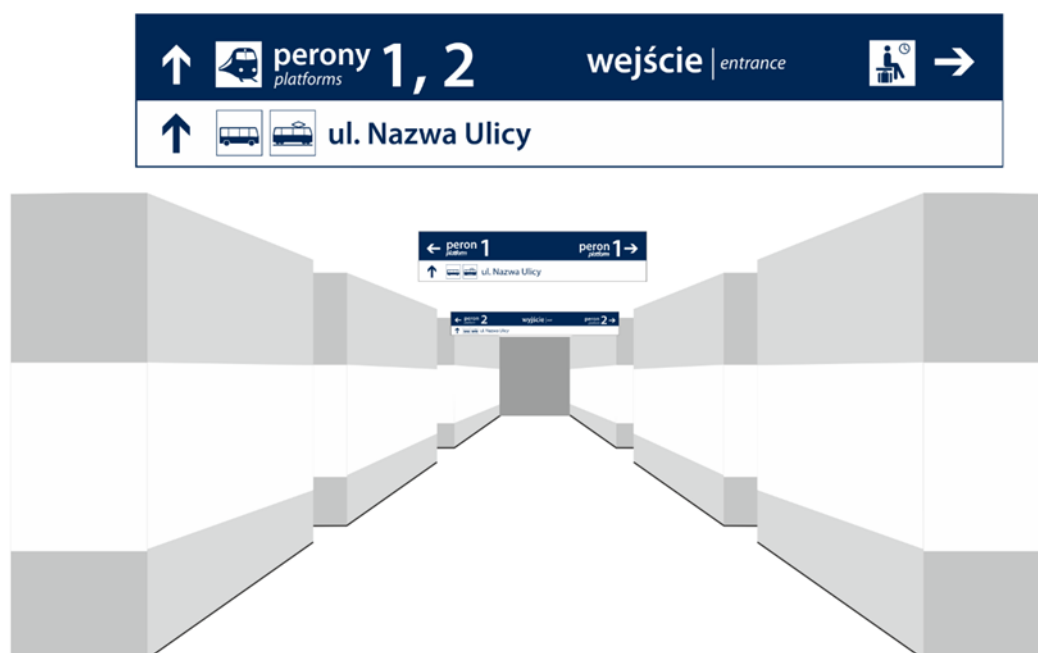 perony 1, 2 wejście | entrance
platforms
ul. Nazwa Ulicy
peron 1 peron 1
platform platform
ul. Nazwa Ulicy
peron 2 wyjście peron 2
ul. Nazwa Ulicy